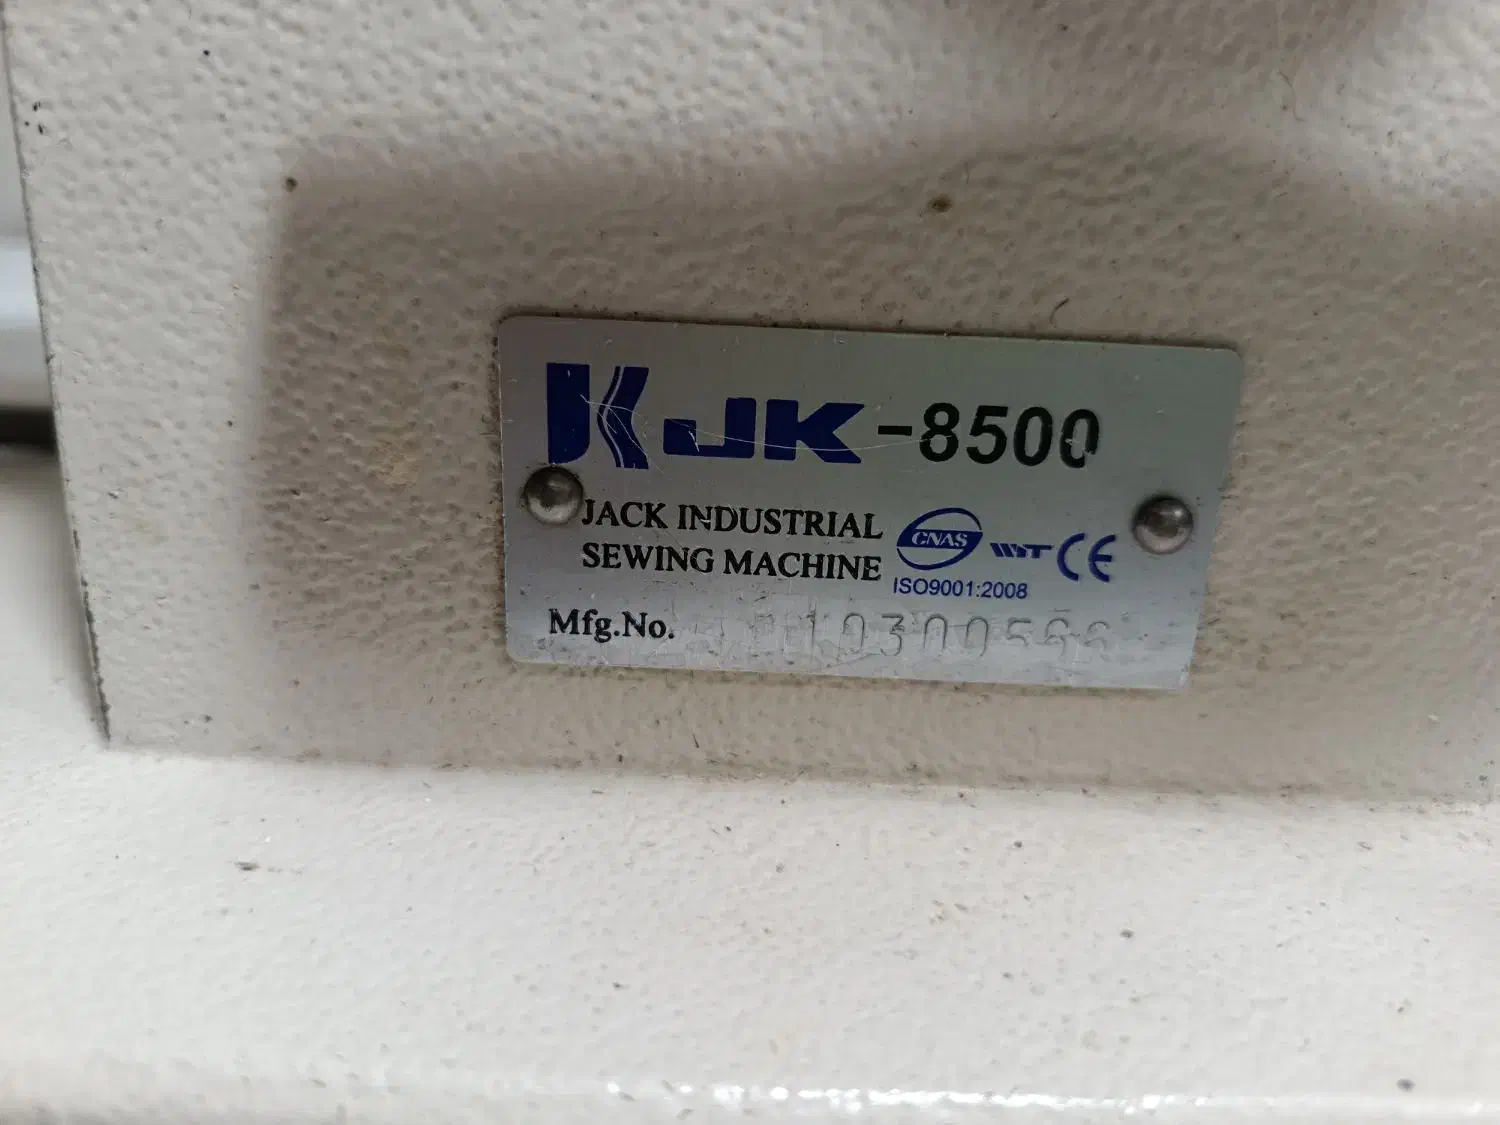 JK-8500
JACK INDUSTRIAL
SEWING MACHINE
CNAS
CE
ISO9001:2008
Mfg.No.